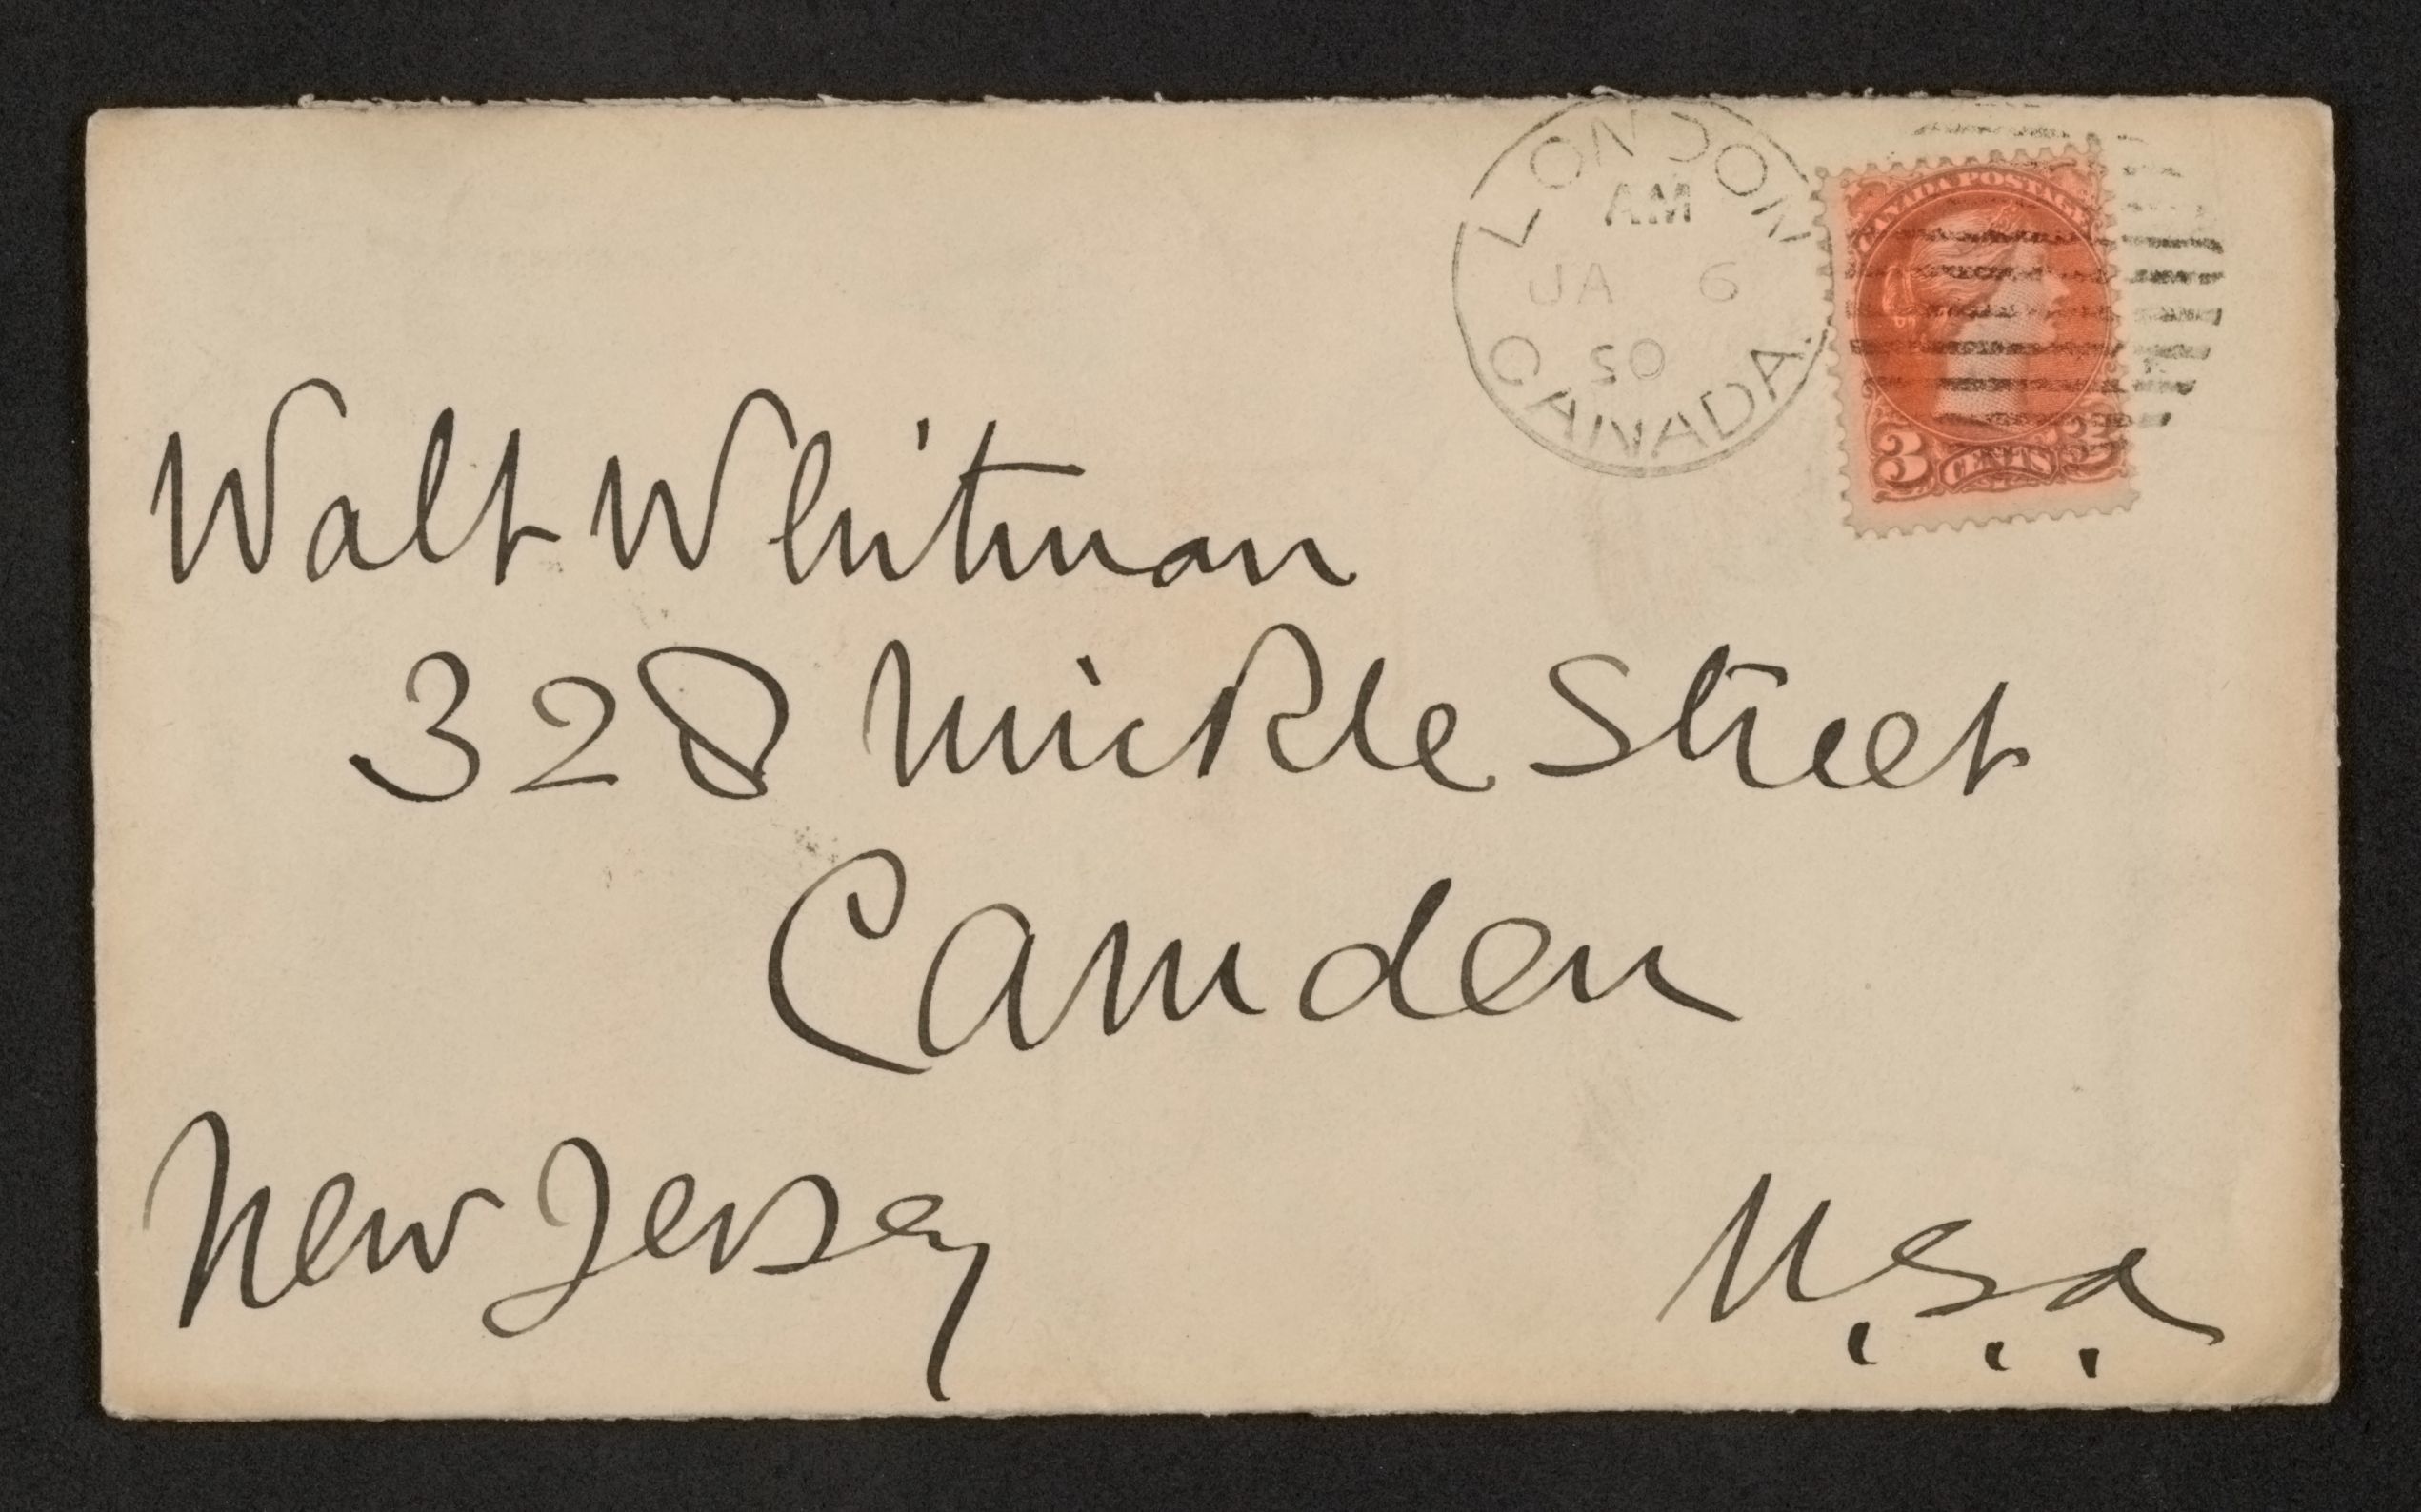 LONDON
AM
JA 6
90
CANADA
CANADA POSTAGE
3 CENTS 3
Walt Whitman
328 Mickle Street
Camden
New Jersey
U.S.A.